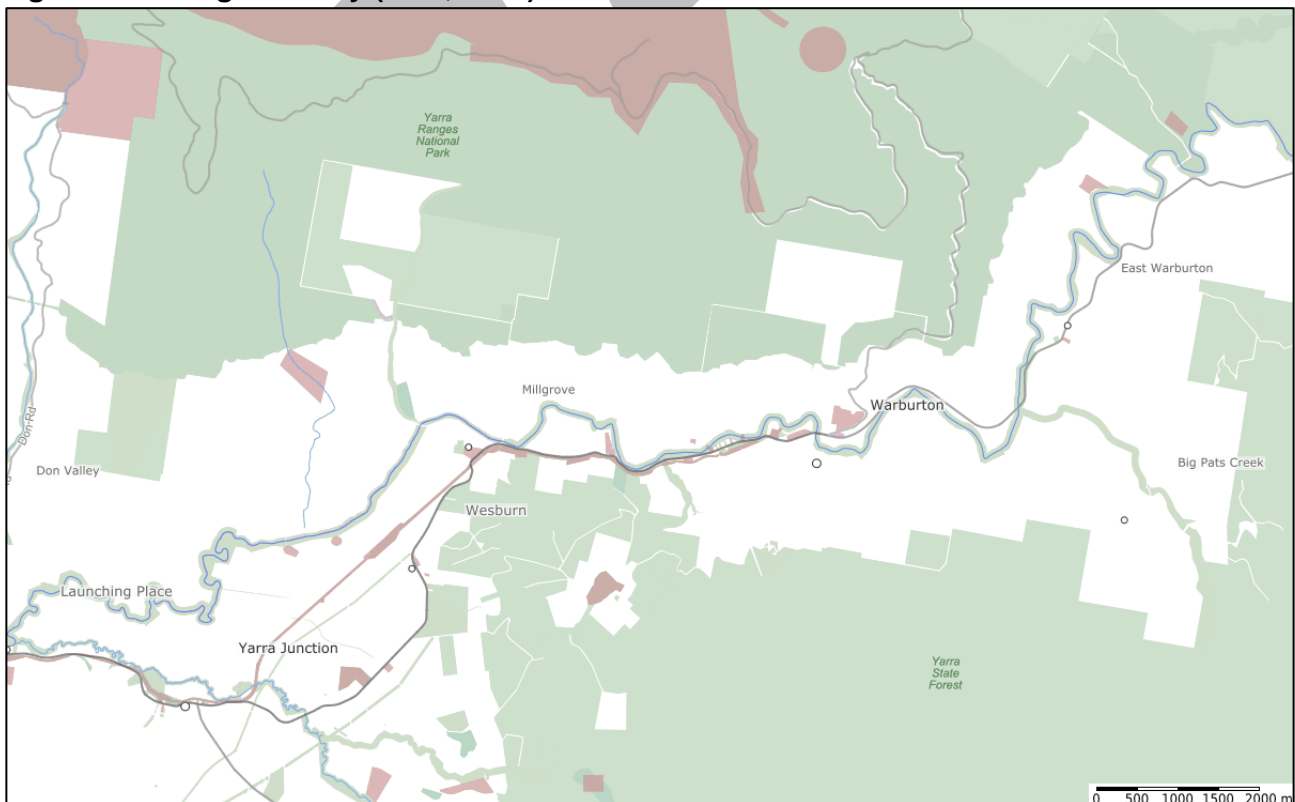 Yarra
Ranges
National
Park
East Warburton
Don Rd
Millgrove
Warburton
Don Valley
Big Pats Creek
Wesburn
Launching Place
Yarra Junction
Yarra
State
Forest
0 500 1000 1500 2000 m